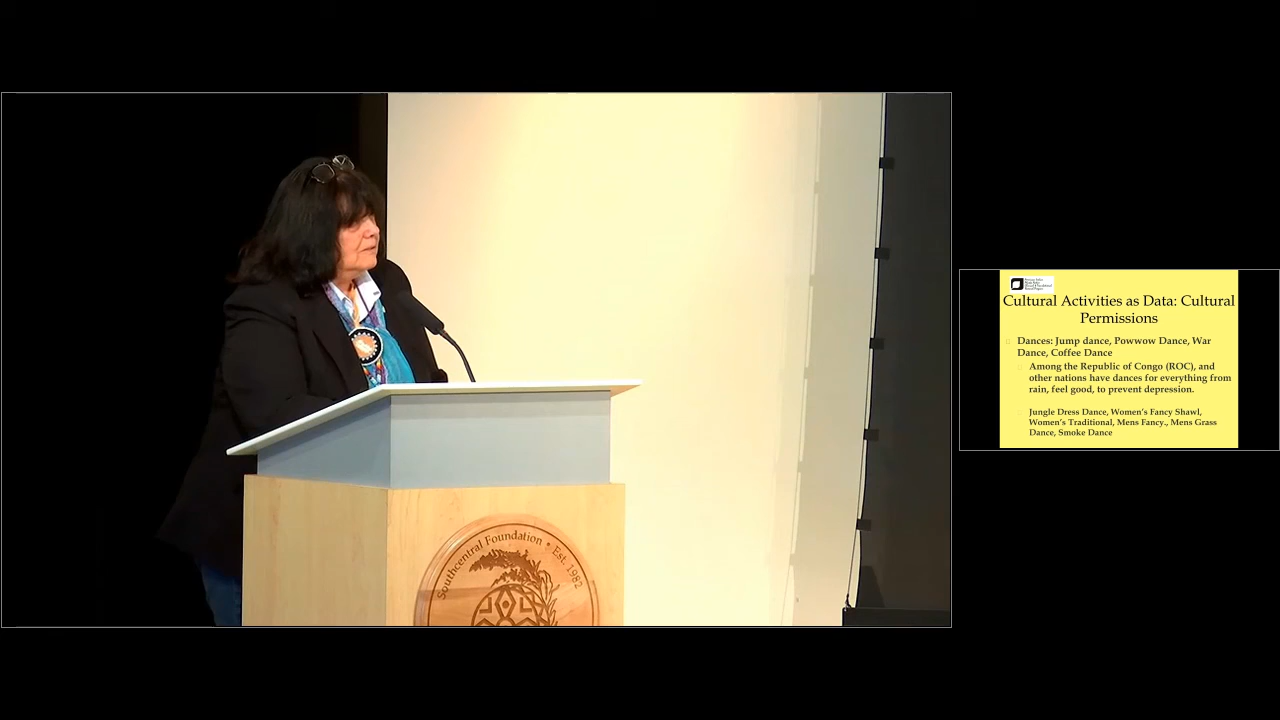 Cultural Activities as Data: Cultural
Permissions
Dances: Jump dance, Powwow Dance, War
Dance, Coffee Dance
Among the Republic of Congo (ROC), and
other nations have dances for everything from
rain, feel good, to prevent depression.
Jungle Dress Dance, Women's Fancy Shawl,
Women's Traditional, Mens Fancy., Mens Grass
Dance, Smoke Dance
Southcentral Foundation • Est. 1982